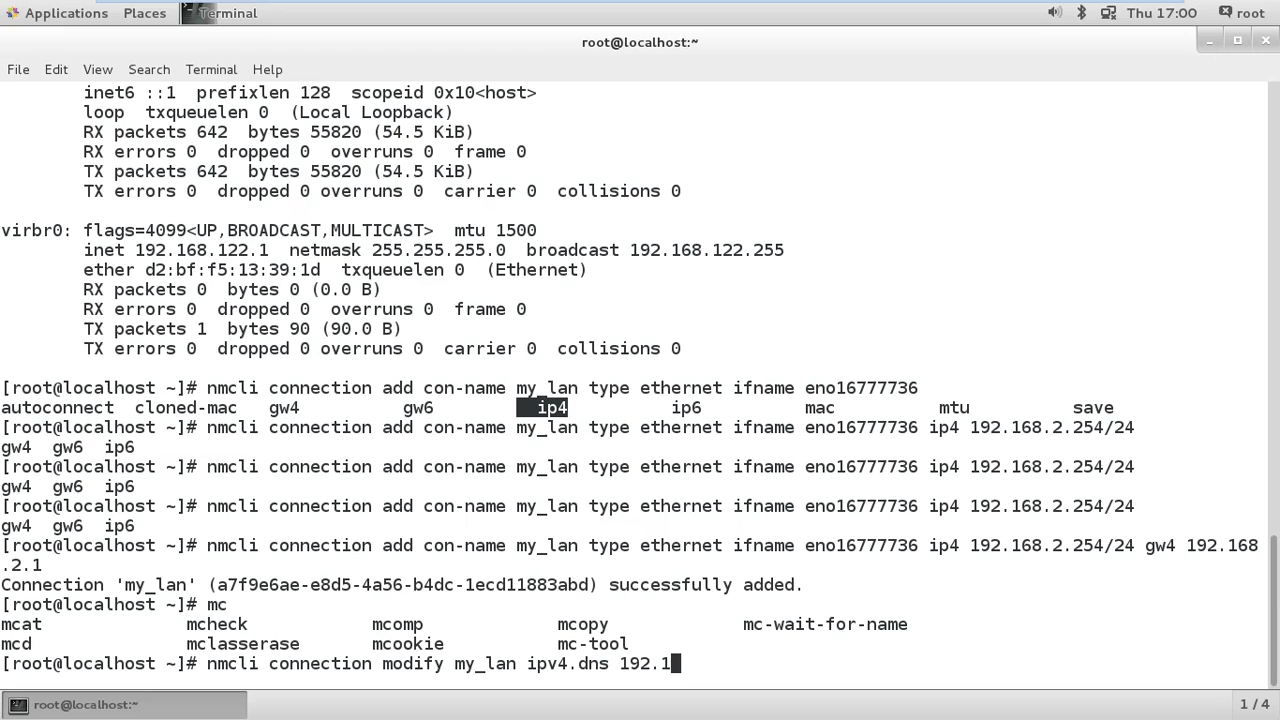 Applications Places Terminal Thu 17:00 root
root@localhost:~
File Edit View Search Terminal Help
inet6 ::1 prefixlen 128 scopeid 0x10<host>
loop txqueuelen 0 (Local Loopback)
RX packets 642 bytes 55820 (54.5 KiB)
RX errors 0 dropped 0 overruns 0 frame 0
TX packets 642 bytes 55820 (54.5 KiB)
TX errors 0 dropped 0 overruns 0 carrier 0 collisions 0
virbr0: flags=4099<UP,BROADCAST,MULTICAST> mtu 1500
inet 192.168.122.1 netmask 255.255.255.0 broadcast 192.168.122.255
ether d2:bf:f5:13:39:1d txqueuelen 0 (Ethernet)
RX packets 0 bytes 0 (0.0 B)
RX errors 0 dropped 0 overruns 0 frame 0
TX packets 1 bytes 90 (90.0 B)
TX errors 0 dropped 0 overruns 0 carrier 0 collisions 0
[root@localhost ~]# nmcli connection add con-name my_lan type ethernet ifname eno16777736
autoconnect cloned-mac gw4 gw6 ip4 ip6 mac mtu save
[root@localhost ~]# nmcli connection add con-name my_lan type ethernet ifname eno16777736 ip4 192.168.2.254/24
gw4 gw6 ip6
[root@localhost ~]# nmcli connection add con-name my_lan type ethernet ifname eno16777736 ip4 192.168.2.254/24
gw4 gw6 ip6
[root@localhost ~]# nmcli connection add con-name my_lan type ethernet ifname eno16777736 ip4 192.168.2.254/24
gw4 gw6 ip6
[root@localhost ~]# nmcli connection add con-name my_lan type ethernet ifname eno16777736 ip4 192.168.2.254/24 gw4 192.168
.2.1
Connection 'my_lan' (a7f9e6ae-e8d5-4a56-b4dc-1ecd11883abd) successfully added.
[root@localhost ~]# mc
mcat mcheck mcomp mcopy mc-wait-for-name
mcd mclasserase mcookie mc-tool
[root@localhost ~]# nmcli connection modify my_lan ipv4.dns 192.1
root@localhost:~ 1 / 4